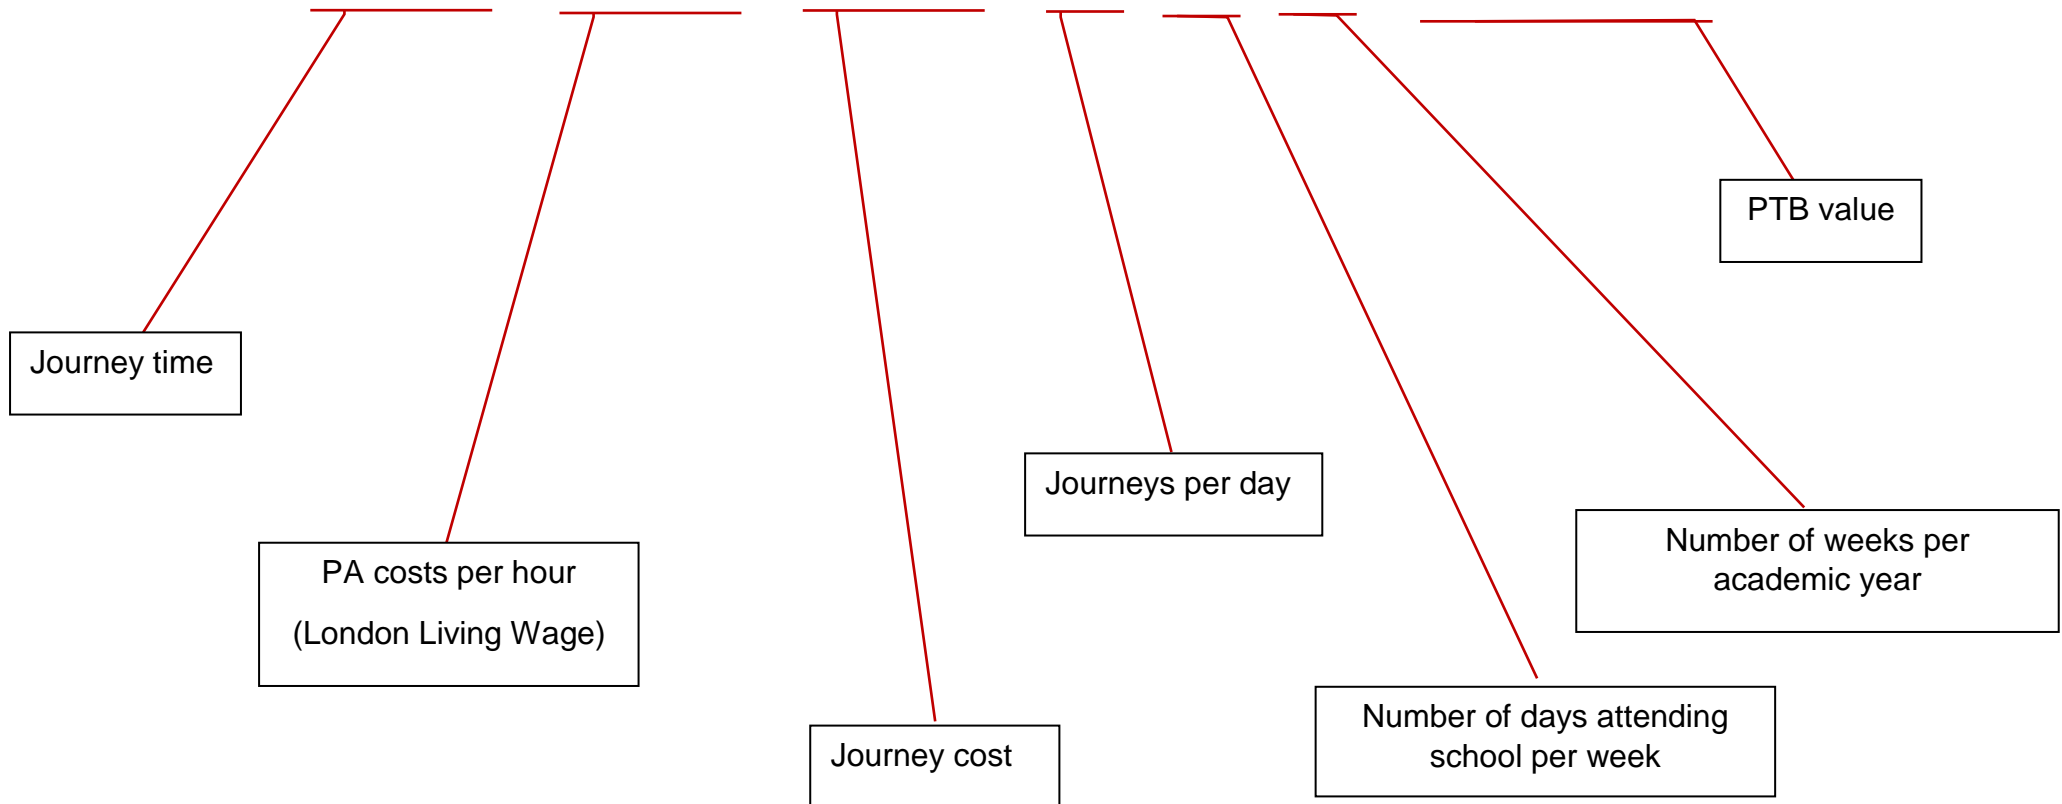 PTB value
Journey time
Journeys per day
Number of weeks per
academic year
PA costs per hour
(London Living Wage)
Number of days attending
school per week
Journey cost